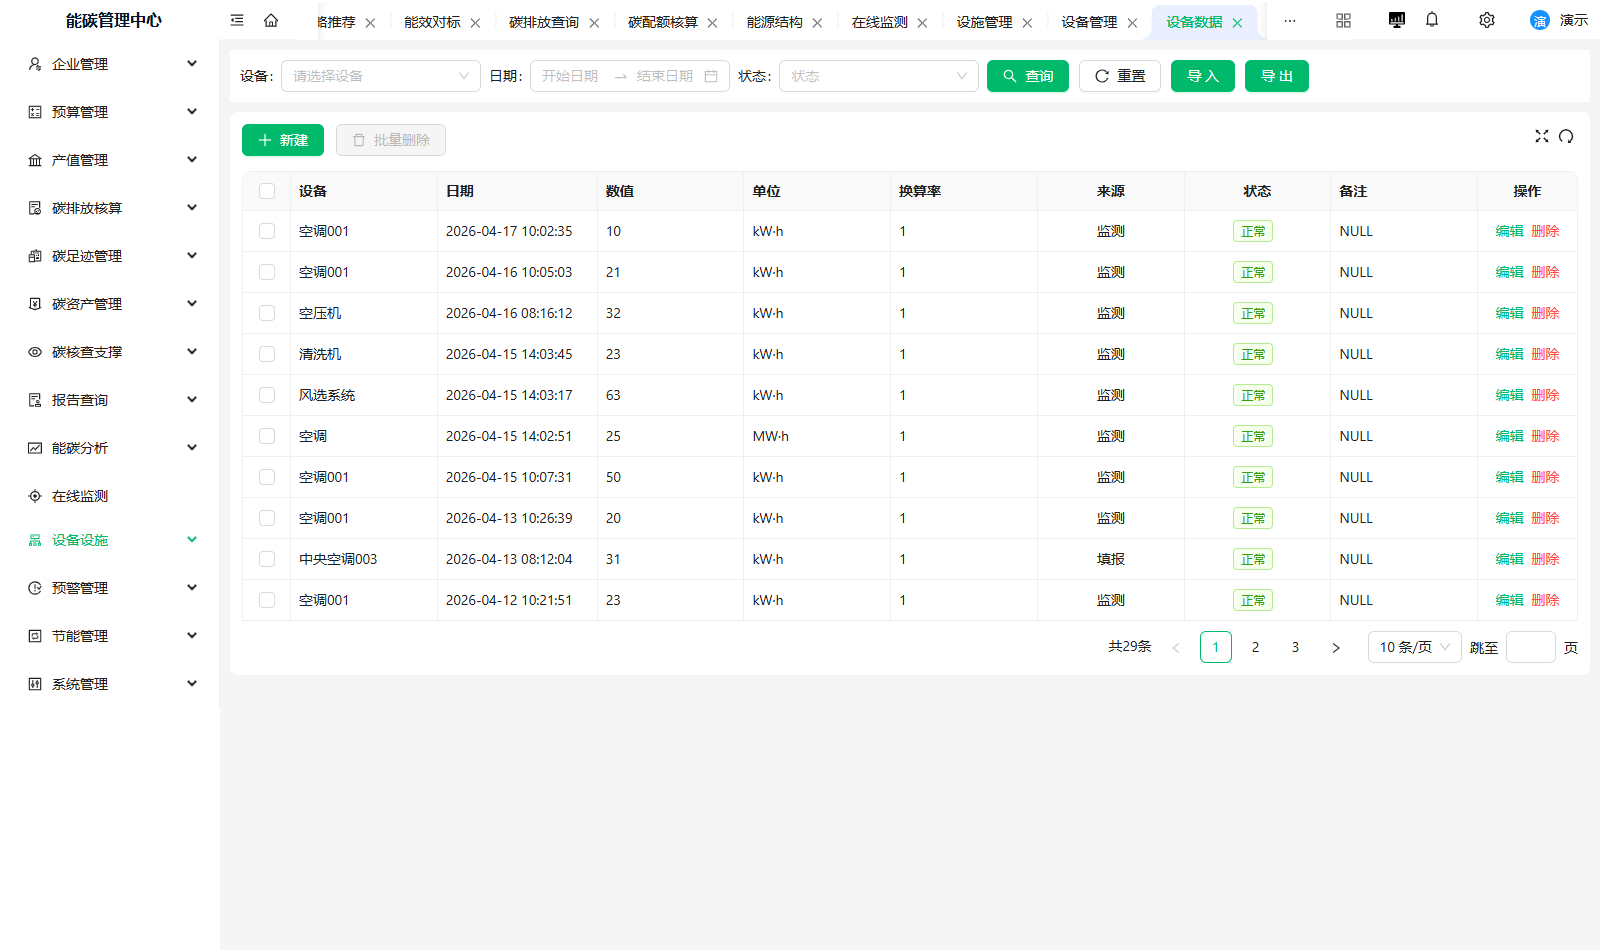 能碳管理中心
略推荐 能效对标 碳排放查询 碳配额核算 能源结构 在线监测 设施管理 设备管理 设备数据 ··· 演 演示
企业管理
预算管理
产值管理
碳排放核算
碳足迹管理
碳资产管理
碳核查支撑
报告查询
能碳分析
在线监测
设备设施
预警管理
节能管理
系统管理
设备: 请选择设备 日期: 开始日期 结束日期 状态: 状态 查询 重置 导入 导出
新建 批量删除
设备 日期 数值 单位 换算率 来源 状态 备注 操作
空调001 2026-04-17 10:02:35 10 kW·h 1 监测 正常 NULL 编辑 删除
空调001 2026-04-16 10:05:03 21 kW·h 1 监测 正常 NULL 编辑 删除
空压机 2026-04-16 08:16:12 32 kW·h 1 监测 正常 NULL 编辑 删除
清洗机 2026-04-15 14:03:45 23 kW·h 1 监测 正常 NULL 编辑 删除
风选系统 2026-04-15 14:03:17 63 kW·h 1 监测 正常 NULL 编辑 删除
空调 2026-04-15 14:02:51 25 MW·h 1 监测 正常 NULL 编辑 删除
空调001 2026-04-15 10:07:31 50 kW·h 1 监测 正常 NULL 编辑 删除
空调001 2026-04-13 10:26:39 20 kW·h 1 监测 正常 NULL 编辑 删除
中央空调003 2026-04-13 08:12:04 31 kW·h 1 填报 正常 NULL 编辑 删除
空调001 2026-04-12 10:21:51 23 kW·h 1 监测 正常 NULL 编辑 删除
共29条 1 2 3 10 条/页 跳至 页